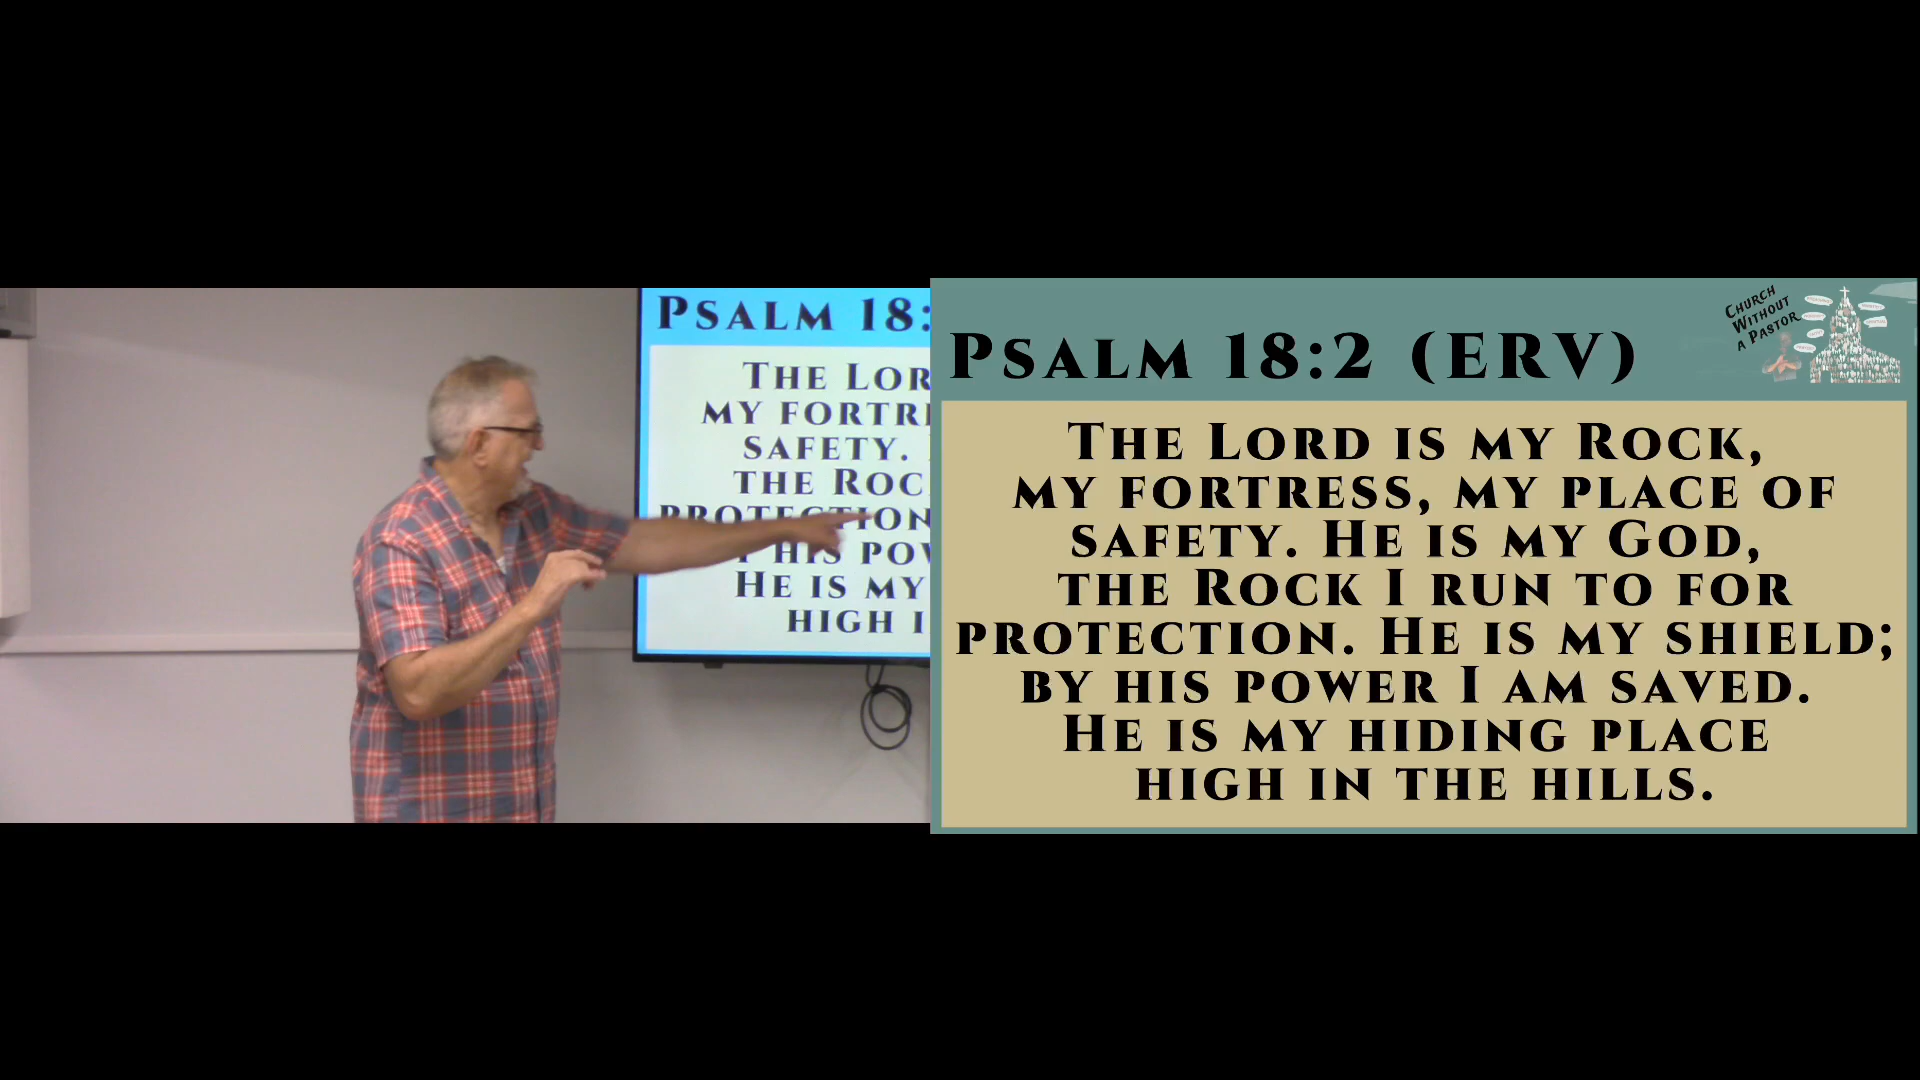 Psalm 18:
The Lor
my fortr
safety.
the Roc
protection
his pow
He is my
high i
Church
Without
a Pastor
Psalm 18:2 (ERV)
The Lord is my Rock,
my fortress, my place of
safety. He is my God,
the Rock I run to for
protection. He is my shield;
by his power I am saved.
He is my hiding place
high in the hills.